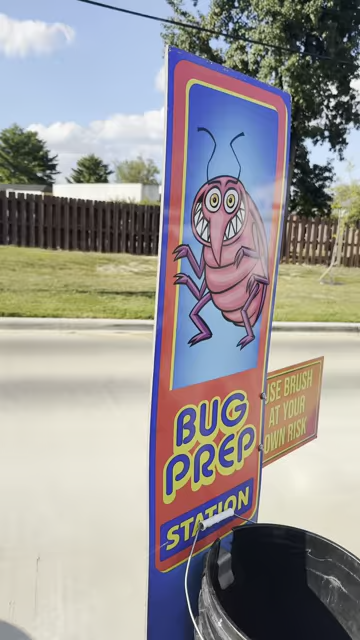 BUG
PREP
STATION
USE BRUSH
AT YOUR
OWN RISK